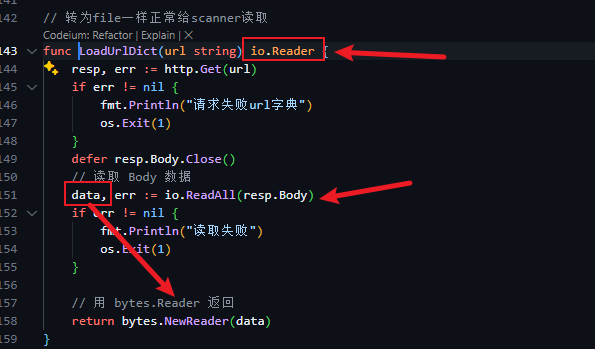 141
142 // 转为file一样正常给scanner读取
Codeium: Refactor | Explain | ×
143 func LoadUrlDict(url string) io.Reader {
144 resp, err := http.Get(url)
145 if err != nil {
146 fmt.Println("请求失败url字典")
147 os.Exit(1)
148 }
149 defer resp.Body.Close()
150 // 读取 Body 数据
151 data, err := io.ReadAll(resp.Body)
152 if err != nil {
153 fmt.Println("读取失败")
154 os.Exit(1)
155 }
156
157 // 用 bytes.Reader 返回
158 return bytes.NewReader(data)
159 }